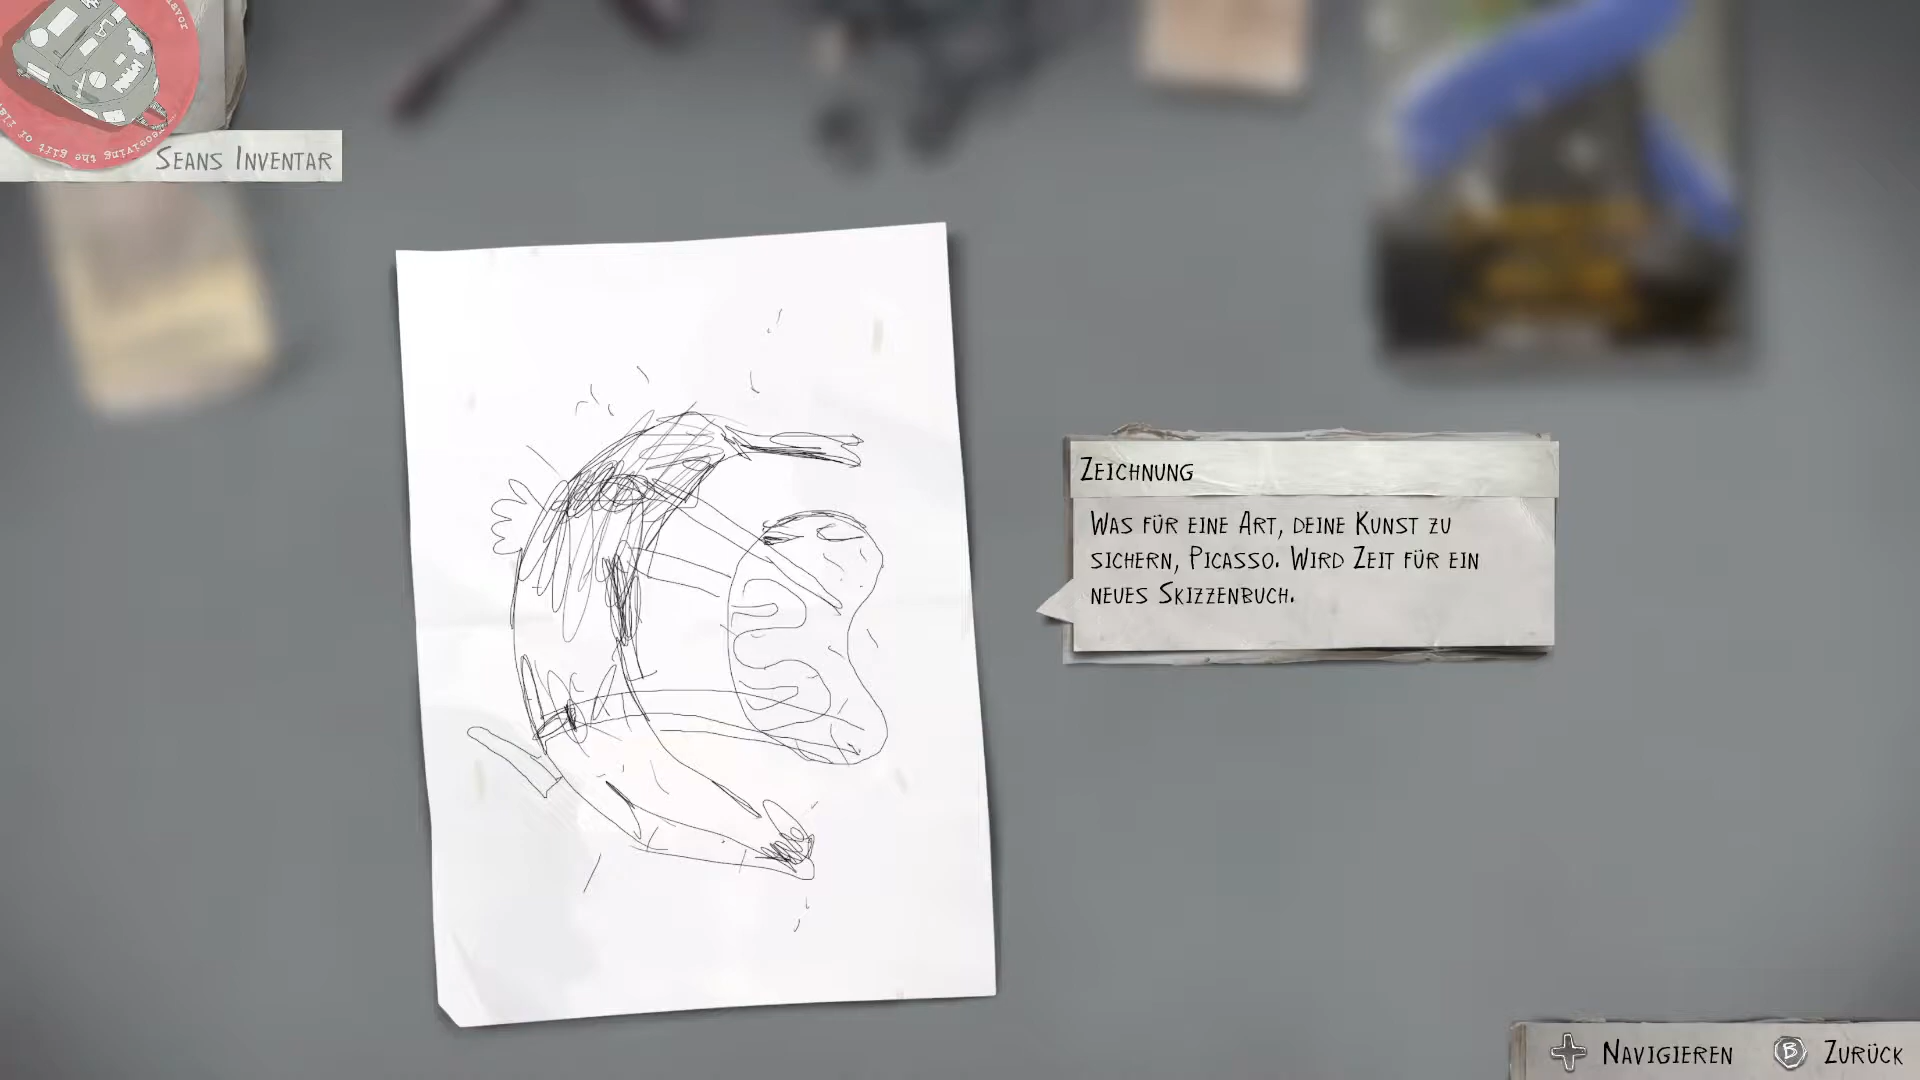 Seans Inventar
Zeichnung
Was für eine Art, deine Kunst zu
sichern, Picasso. Wird Zeit für ein
neues Skizzenbuch.
Navigieren
B Zurück